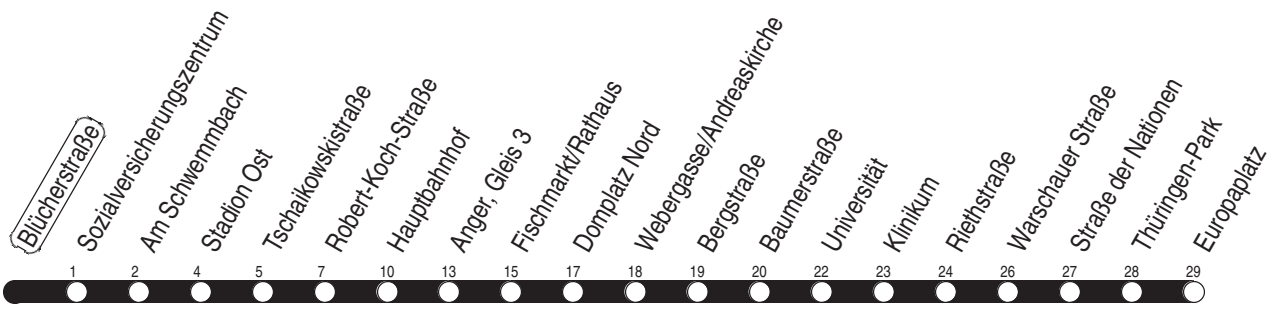 Blücherstraße
Sozialversicherungszentrum
Am Schwemmbach
Stadion Ost
Tschaikowskistraße
Robert-Koch-Straße
Hauptbahnhof
Anger, Gleis 3
Fischmarkt/Rathaus
Domplatz Nord
Webergasse/Andreaskirche
Bergstraße
Baumerstraße
Universität
Klinikum
Riethstraße
Warschauer Straße
Straße der Nationen
Thüringen-Park
Europaplatz
1 2 4 5 7 10 13 15 17 18 19 20 22 23 24 26 27 28 29